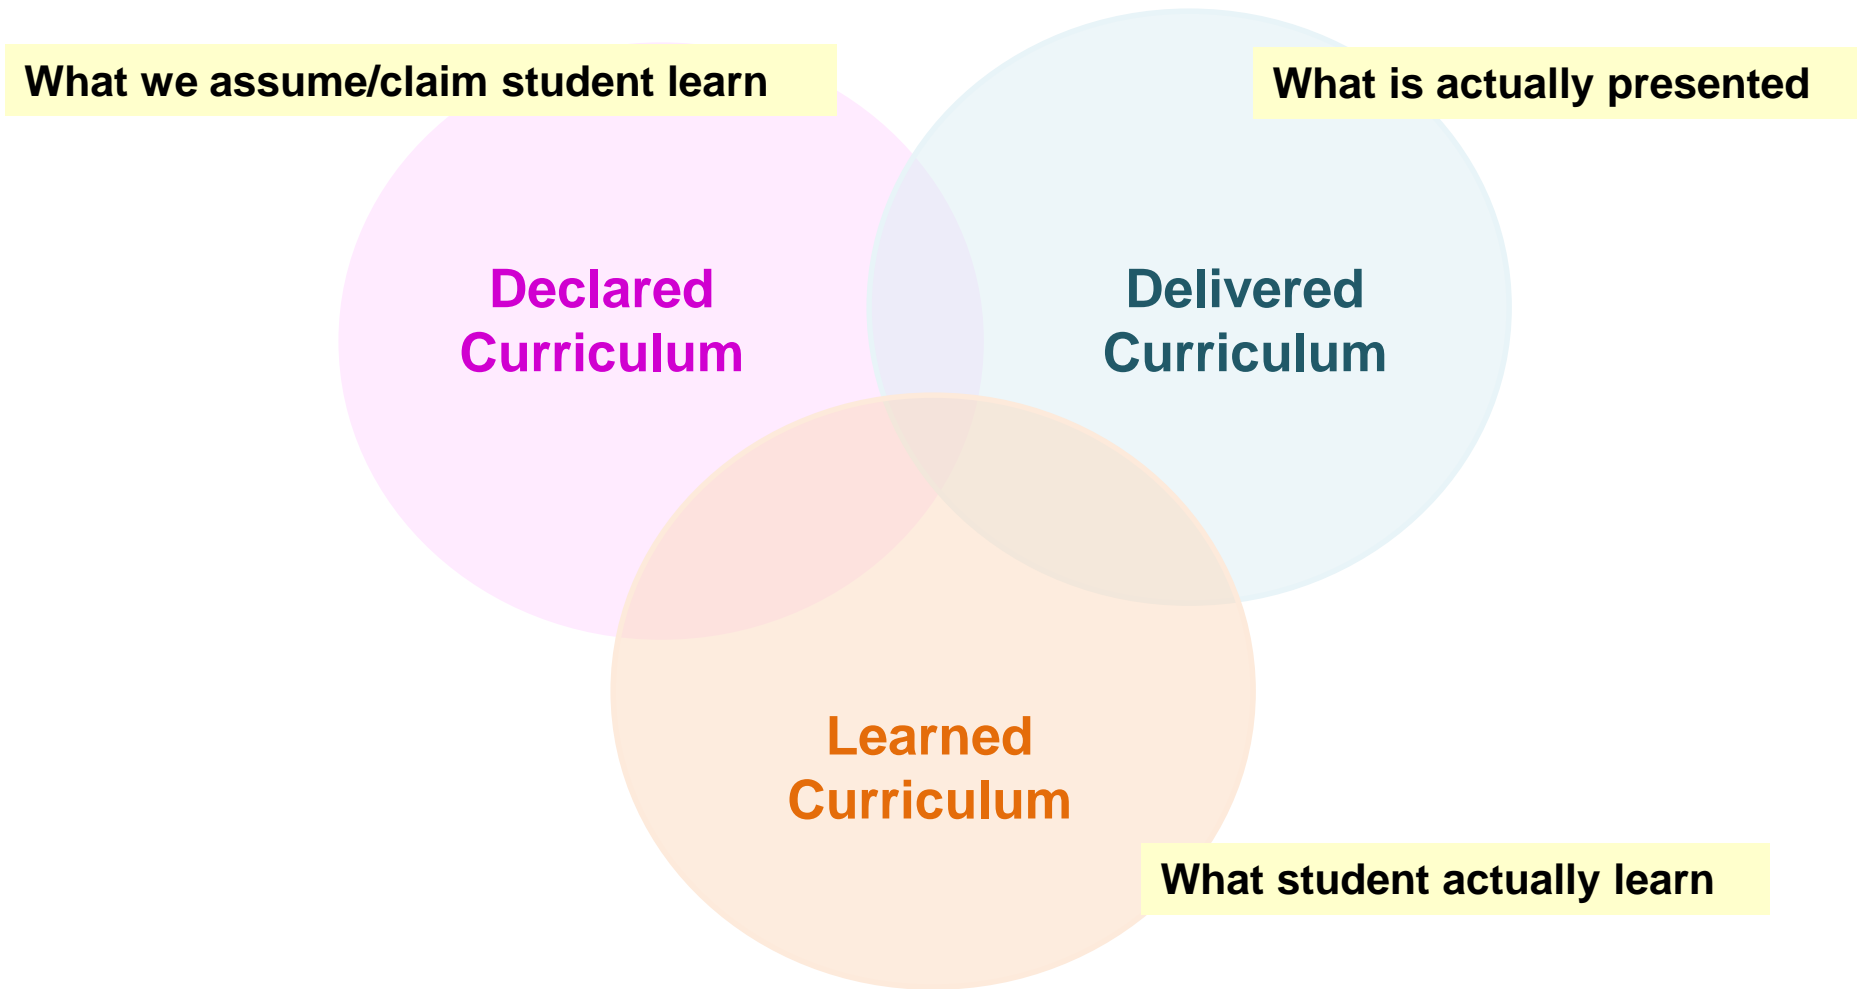 What we assume/claim student learn
What is actually presented
Declared
Curriculum
Delivered
Curriculum
Learned
Curriculum
What student actually learn